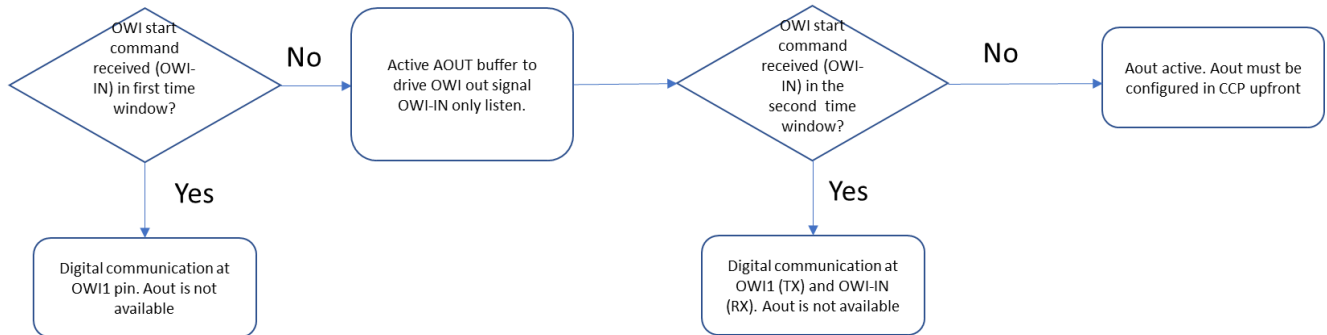 OWI start
command
received (OWI-
IN) in first time
window?
No
Active AOUT buffer to
drive OWI out signal
OWI-IN only listen.
OWI start
command
received (OWI-
IN) in the
second time
window?
No
Aout active. Aout must be
configured in CCP upfront
Yes
Digital communication at
OWI1 pin. Aout is not
available
Yes
Digital communication at
OWI1 (TX) and OWI-IN
(RX). Aout is not available